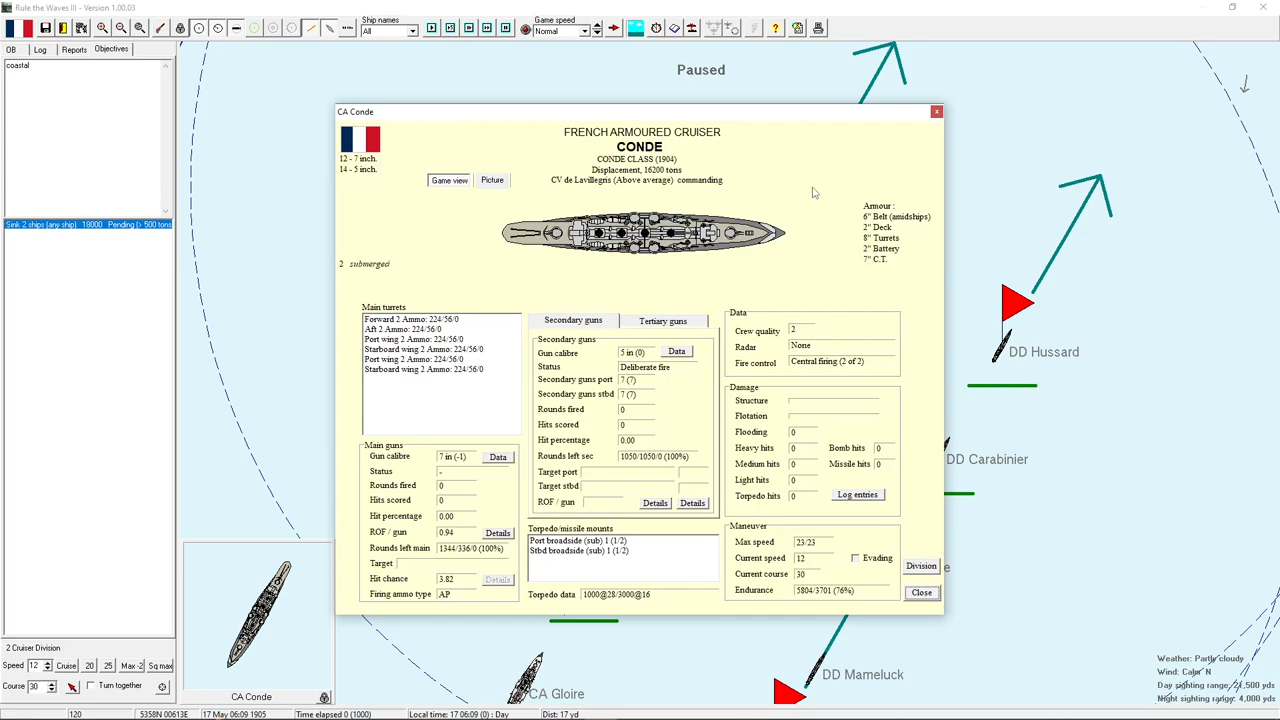 Rule the Waves III - Version 1.00.03
Ship names
All
Game speed
Normal
OB
Log
Reports
Objectives
coastal
Sink 2 ships [any ship] 18000 Pending (> 500 tons
Paused
CA Conde
FRENCH ARMOURED CRUISER
CONDE
CONDE CLASS (1904)
Displacement, 16200 tons
CV de Lavillegris (Above average) commanding
12 - 7 inch.
14 - 5 inch.
Game view
Picture
Armour :
6" Belt (amidships)
2" Deck
8" Turrets
2" Battery
7" C.T.
2 submerged
Main turrets
Forward 2 Ammo: 224/56/0
Aft 2 Ammo: 224/56/0
Port wing 2 Ammo: 224/56/0
Starboard wing 2 Ammo: 224/56/0
Port wing 2 Ammo: 224/56/0
Starboard wing 2 Ammo: 224/56/0
Main guns
Gun calibre 7 in (-1) Data
Status -
Rounds fired 0
Hits scored 0
Hit percentage 0.00
ROF / gun 0.94 Details
Rounds left main 1344/336/0 (100%)
Target
Hit chance 3.82 Details
Firing ammo type AP
Secondary guns
Tertiary guns
Secondary guns
Gun calibre 5 in (0) Data
Status Deliberate fire
Secondary guns port 7 (7)
Secondary guns stbd 7 (7)
Rounds fired 0
Hits scored 0
Hit percentage 0.00
Rounds left sec 1050/1050/0 (100%)
Target port
Target stbd
ROF / gun Details Details
Torpedo/missile mounts
Port broadside (sub) 1 (1/2)
Stbd broadside (sub) 1 (1/2)
Torpedo data 1000@28/3000@16
Data
Crew quality 2
Radar None
Fire control Central firing (2 of 2)
Damage
Structure
Flotation
Flooding 0
Heavy hits 0 Bomb hits 0
Medium hits 0 Missile hits 0
Light hits 0
Torpedo hits 0 Log entries
Maneuver
Max speed 23/23
Current speed 12 Evading
Current course 30
Endurance 5804/3701 (76%)
Division
Close
DD Hussard
DD Carabinier
DD Mameluck
CA Gloire
CA Conde
2 Cruiser Division
Speed 12 Cruise 20 25 Max -2 Sq max
Course 30 Turn together
Weather: Partly cloudy
Wind: Calm N
Day sighting range: 21,500 yds
Night sighting range: 4,000 yds
120 5358N 00613E 17 May 06:09 1905 Time elapsed 0 (1000) Local time: 17 06:09 (0) : Day Dist: 17 yd